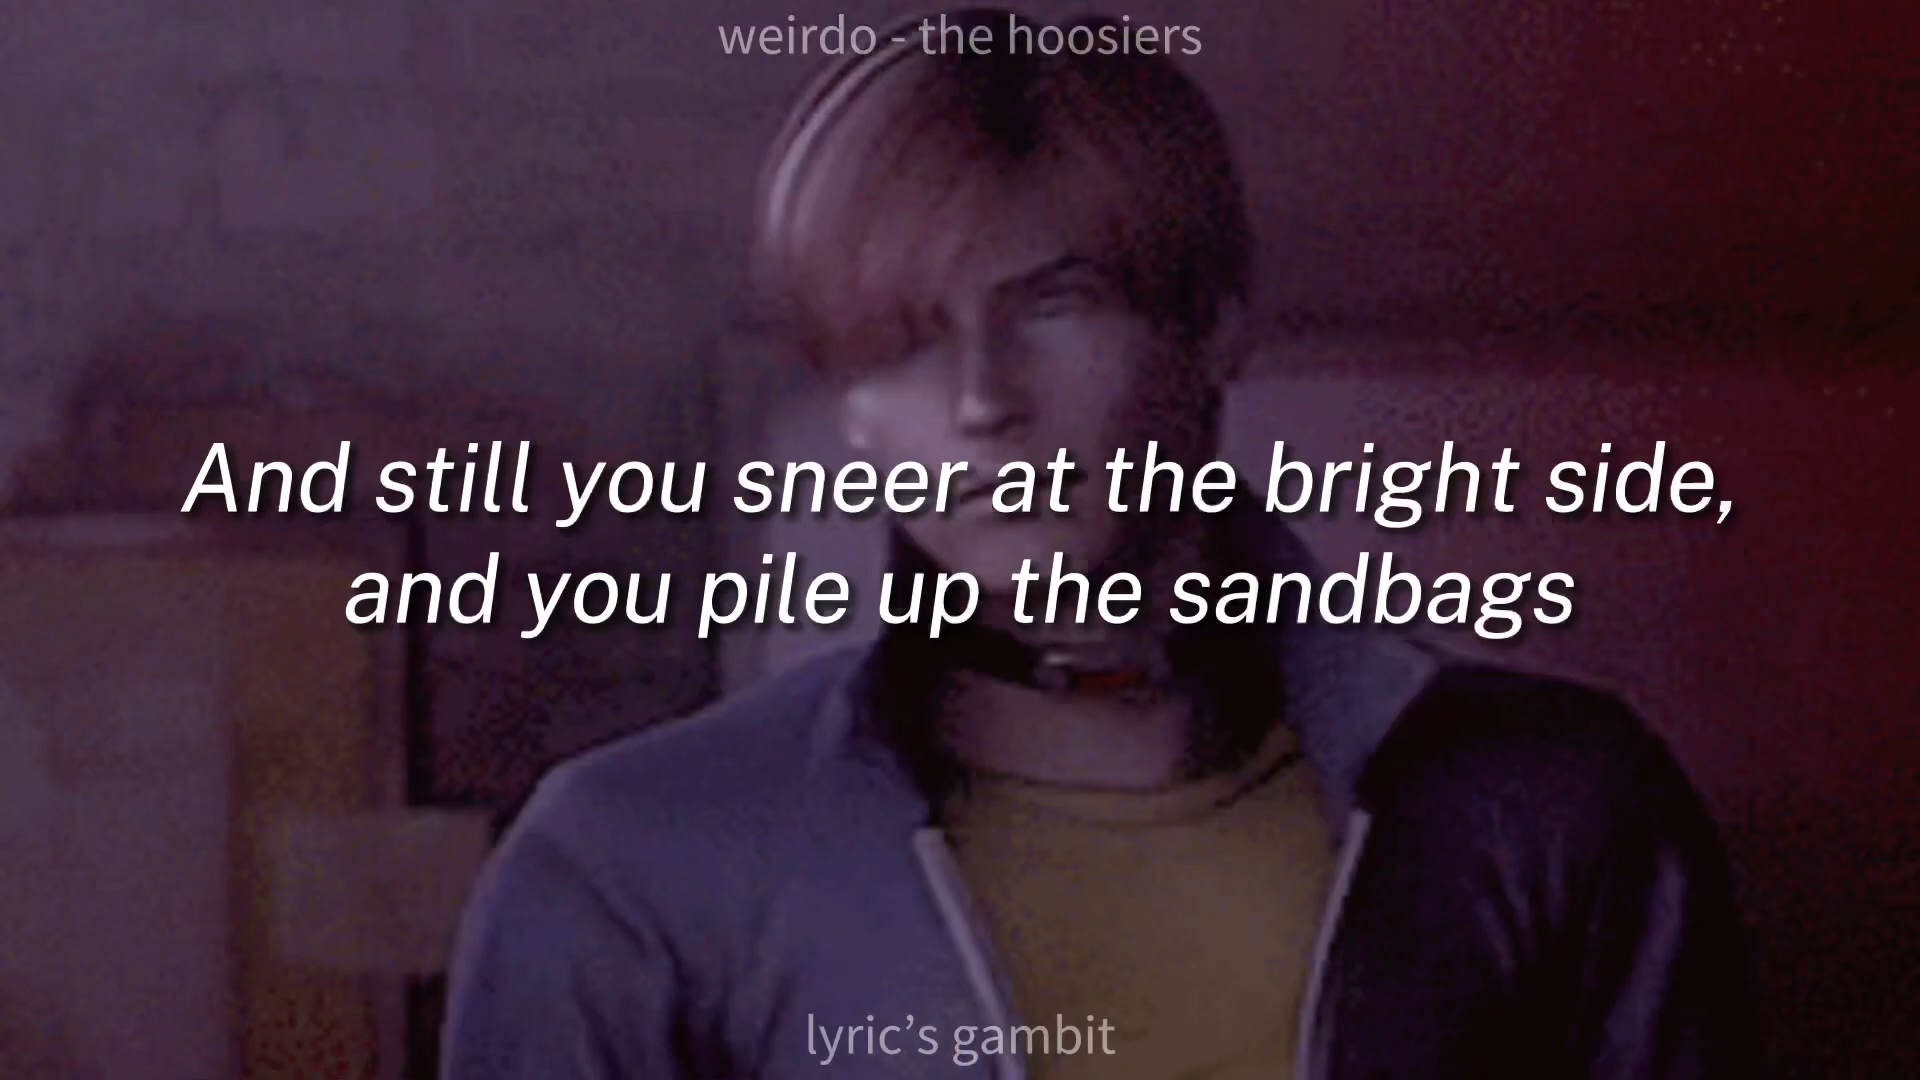 weirdo - the hoosiers
And still you sneer at the bright side,
and you pile up the sandbags
lyric’s gambit